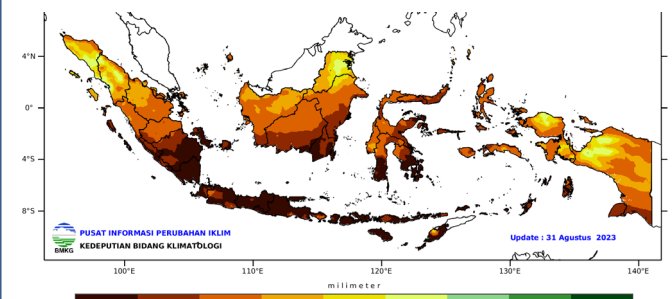 4°N
0°
4°S
8°S
PUSAT INFORMASI PERUBAHAN IKLIM
KEDEPUTIAN BIDANG KLIMATOLOGI
BMKG
Update : 31 Agustus 2023
100°E
110°E
120°E
130°E
140°E
milimeter